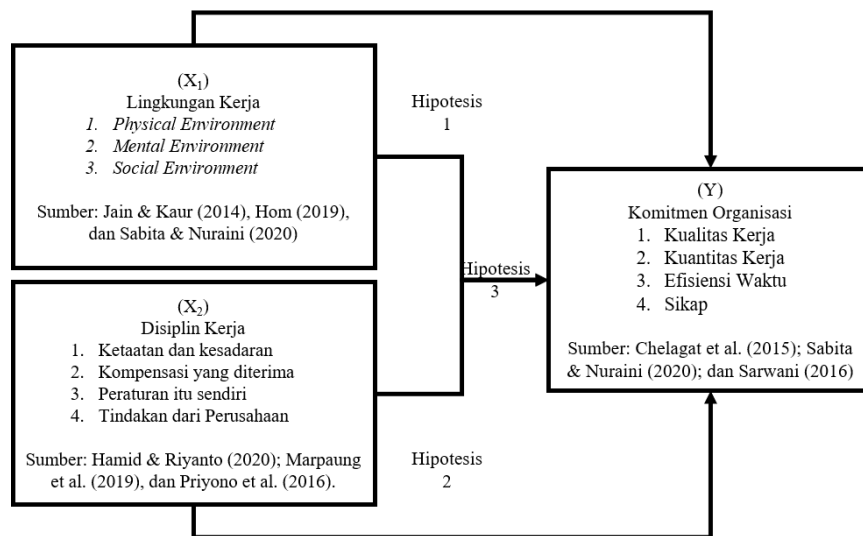 (X₁)
Lingkungan Kerja
1. Physical Environment
2. Mental Environment
3. Social Environment
Sumber: Jain & Kaur (2014), Hom (2019),
dan Sabita & Nuraini (2020)
Hipotesis
1
(X₂)
Disiplin Kerja
1. Ketaatan dan kesadaran
2. Kompensasi yang diterima
3. Peraturan itu sendiri
4. Tindakan dari Perusahaan
Sumber: Hamid & Riyanto (2020); Marpaung
et al. (2019), dan Priyono et al. (2016).
Hipotesis
3
Hipotesis
2
(Y)
Komitmen Organisasi
1. Kualitas Kerja
2. Kuantitas Kerja
3. Efisiensi Waktu
4. Sikap
Sumber: Chelagat et al. (2015); Sabita
& Nuraini (2020); dan Sarwani (2016)